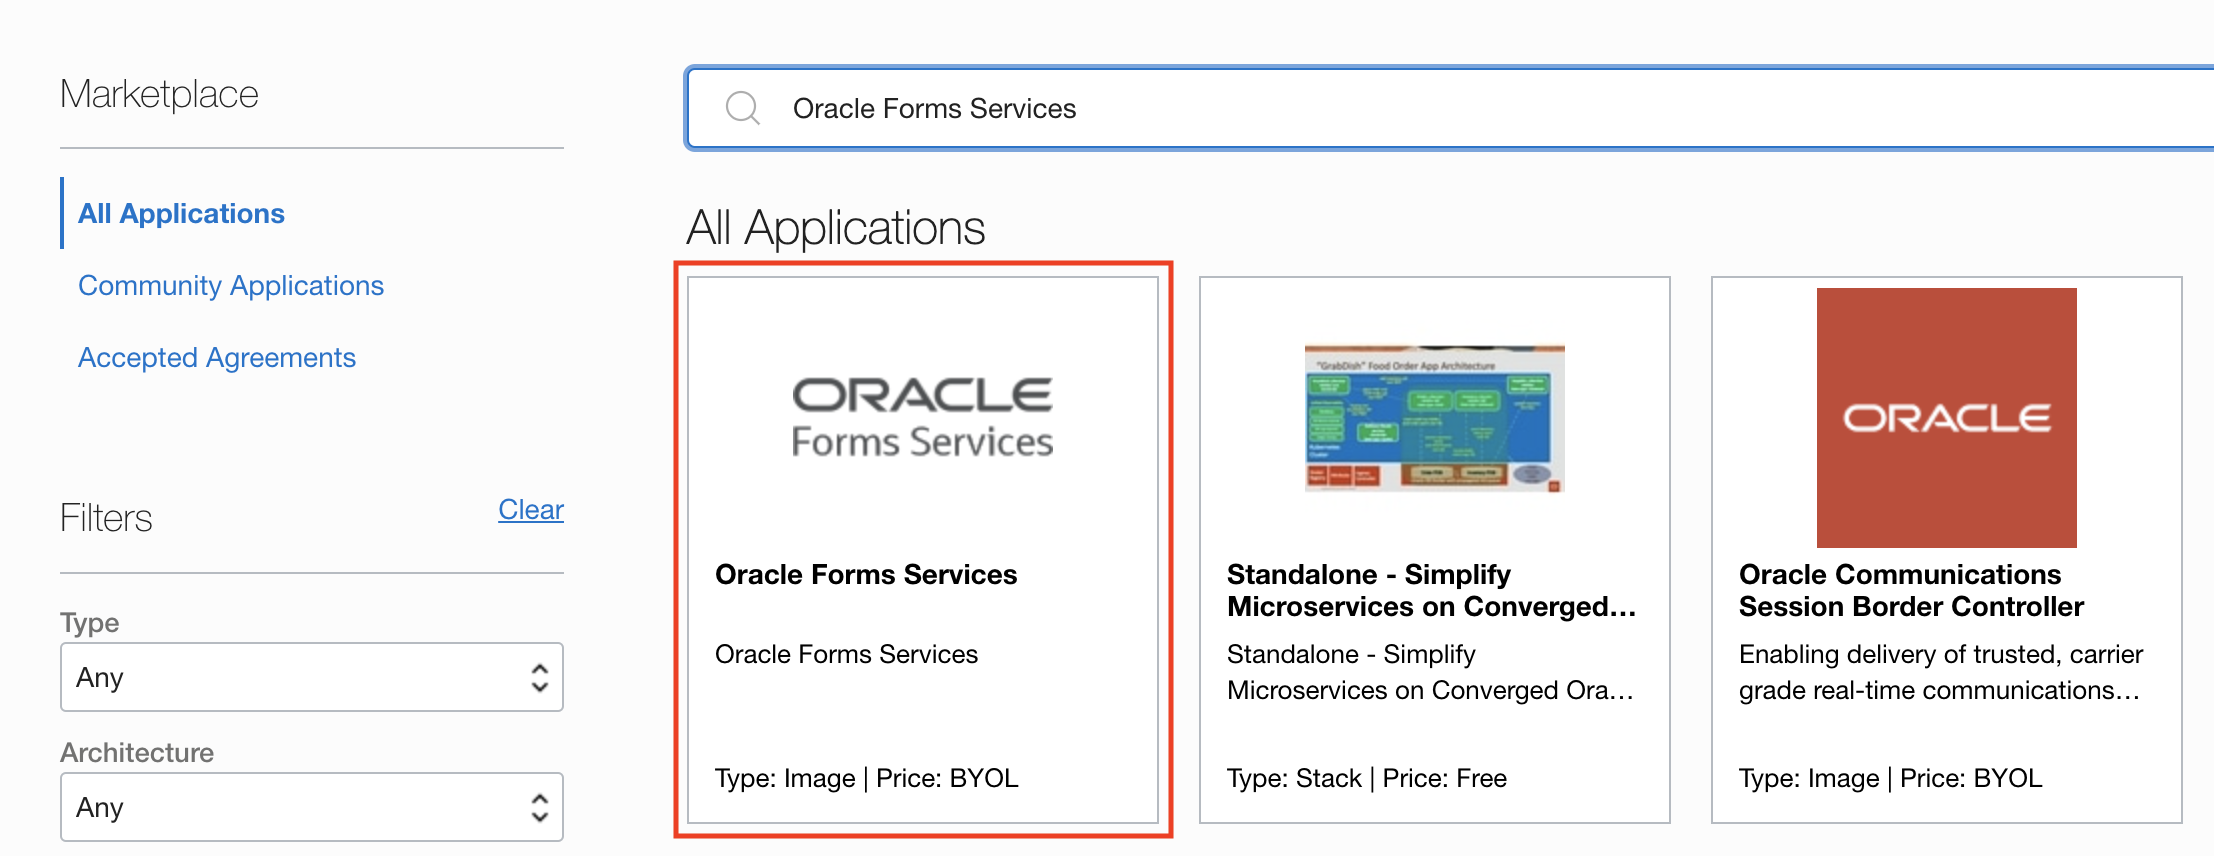 Marketplace
All Applications
Community Applications
Accepted Agreements
Filters
Clear
Type
Any
Architecture
Any
Oracle Forms Services
All Applications
ORACLE
Forms Services
Oracle Forms Services
Oracle Forms Services
Type: Image | Price: BYOL
"GrabDish" Food Order App Architecture
Standalone - Simplify
Microservices on Converged...
Standalone - Simplify
Microservices on Converged Ora...
Type: Stack | Price: Free
ORACLE
Oracle Communications
Session Border Controller
Enabling delivery of trusted, carrier
grade real-time communications...
Type: Image | Price: BYOL